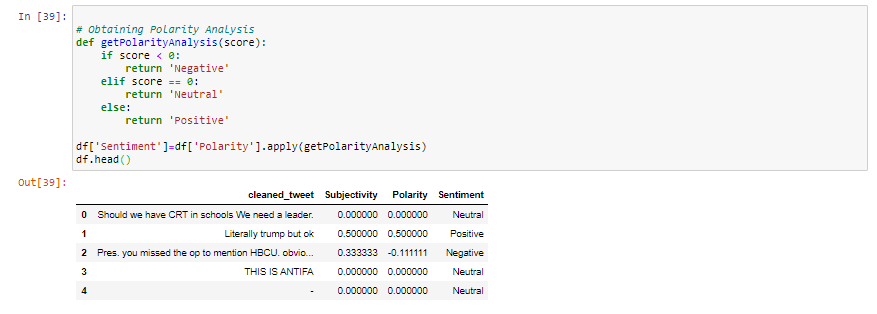 In [39]:
# Obtaining Polarity Analysis
def getPolarityAnalysis(score):
    if score < 0:
        return 'Negative'
    elif score == 0:
        return 'Neutral'
    else:
        return 'Positive'
df['Sentiment']=df['Polarity'].apply(getPolarityAnalysis)
df.head()
Out[39]:
cleaned_tweet Subjectivity Polarity Sentiment
0 Should we have CRT in schools We need a leader. 0.000000 0.000000 Neutral
1 Literally trump but ok 0.500000 0.500000 Positive
2 Pres. you missed the op to mention HBCU. obvio... 0.333333 -0.111111 Negative
3 THIS IS ANTIFA 0.000000 0.000000 Neutral
4 - 0.000000 0.000000 Neutral